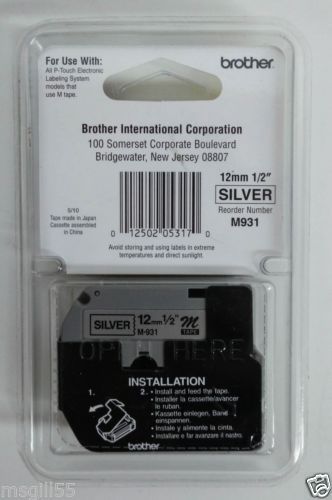 For Use With:
All P-Touch Electronic
Labeling System
models that
use M tape.
brother
Brother International Corporation
100 Somerset Corporate Boulevard
Bridgewater, New Jersey 08807
12mm 1/2"
SILVER
Reorder Number
M931
5/10
Tape made in Japan
Cassette assembled
in China
0 12502 05317 0
Avoid storing and using labels in extreme
temperatures and direct sunlight.
SILVER 12mm 1/2" M
M-931 TAPE
OPEN HERE
INSTALLATION
1.
2. • Install and feed the tape.
• Installer la cassette/avancer
le ruban.
• Kassette einlegen, Band
einspannen.
• Instale y alimente la cinta.
• Installare e far avanzare il nastro.
brother
msgill55